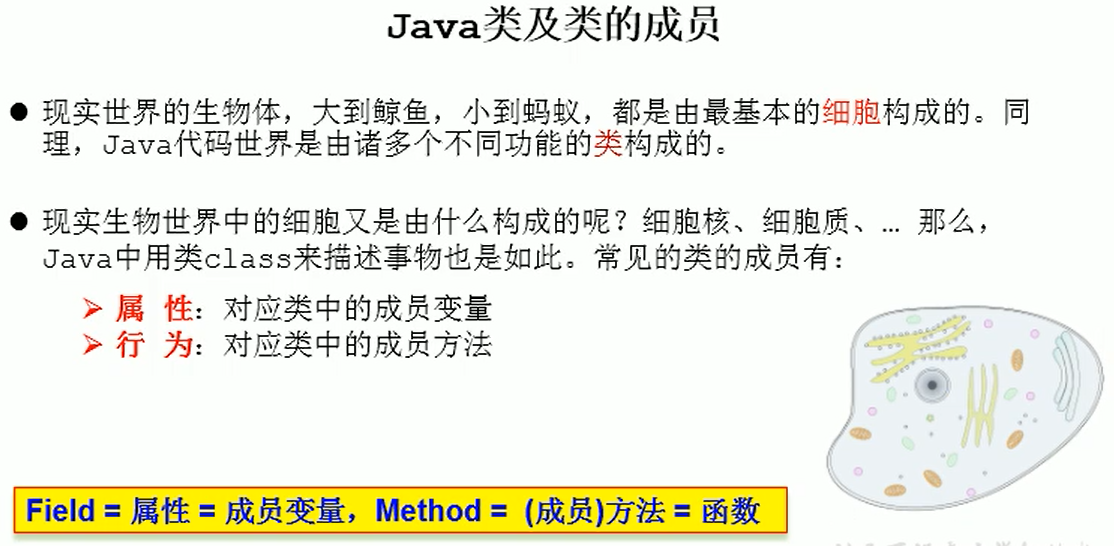 Java类及类的成员
现实世界的生物体，大到鲸鱼，小到蚂蚁，都是由最基本的细胞构成的。同
理，Java代码世界是由诸多个不同功能的类构成的。
现实生物世界中的细胞又是由什么构成的呢？细胞核、细胞质、… 那么，
Java中用类class来描述事物也是如此。常见的类的成员有：
属 性：对应类中的成员变量
行 为：对应类中的成员方法
Field = 属性 = 成员变量，Method = (成员)方法 = 函数